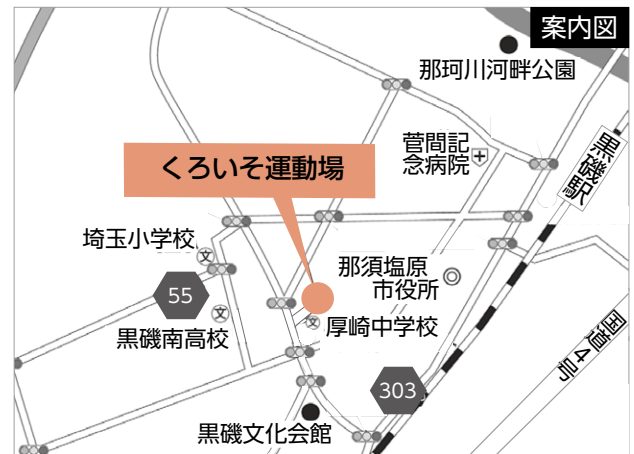 案内図
那珂川河畔公園
菅間記
念病院
黒磯駅
くろいそ運動場
埼玉小学校
文
那須塩原
市役所
55
文
文
厚崎中学校
黒磯南高校
国道4号
303
黒磯文化会館